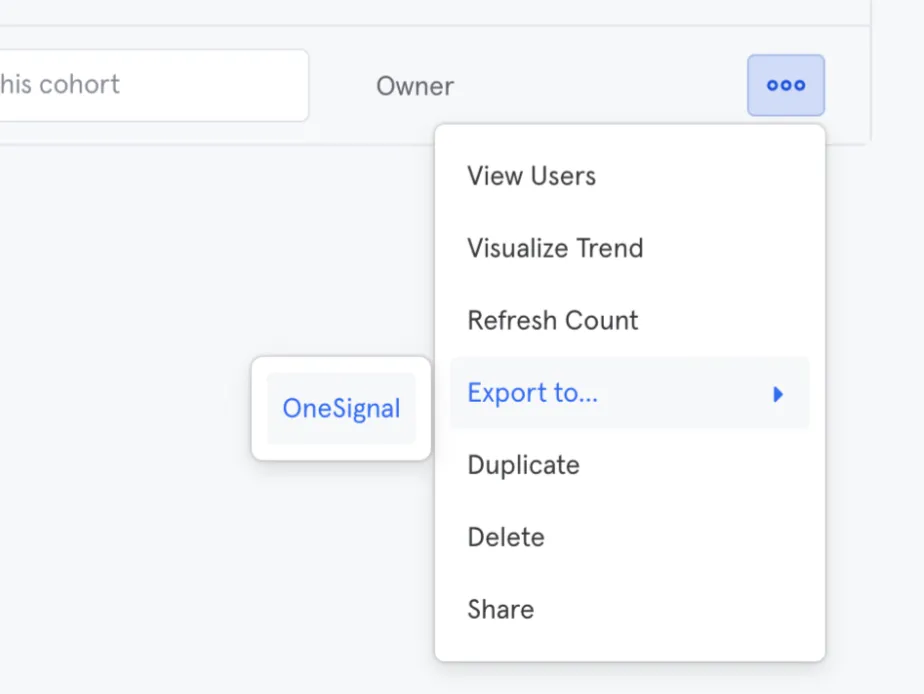 his cohort
Owner
View Users
Visualize Trend
Refresh Count
Export to...
OneSignal
Duplicate
Delete
Share